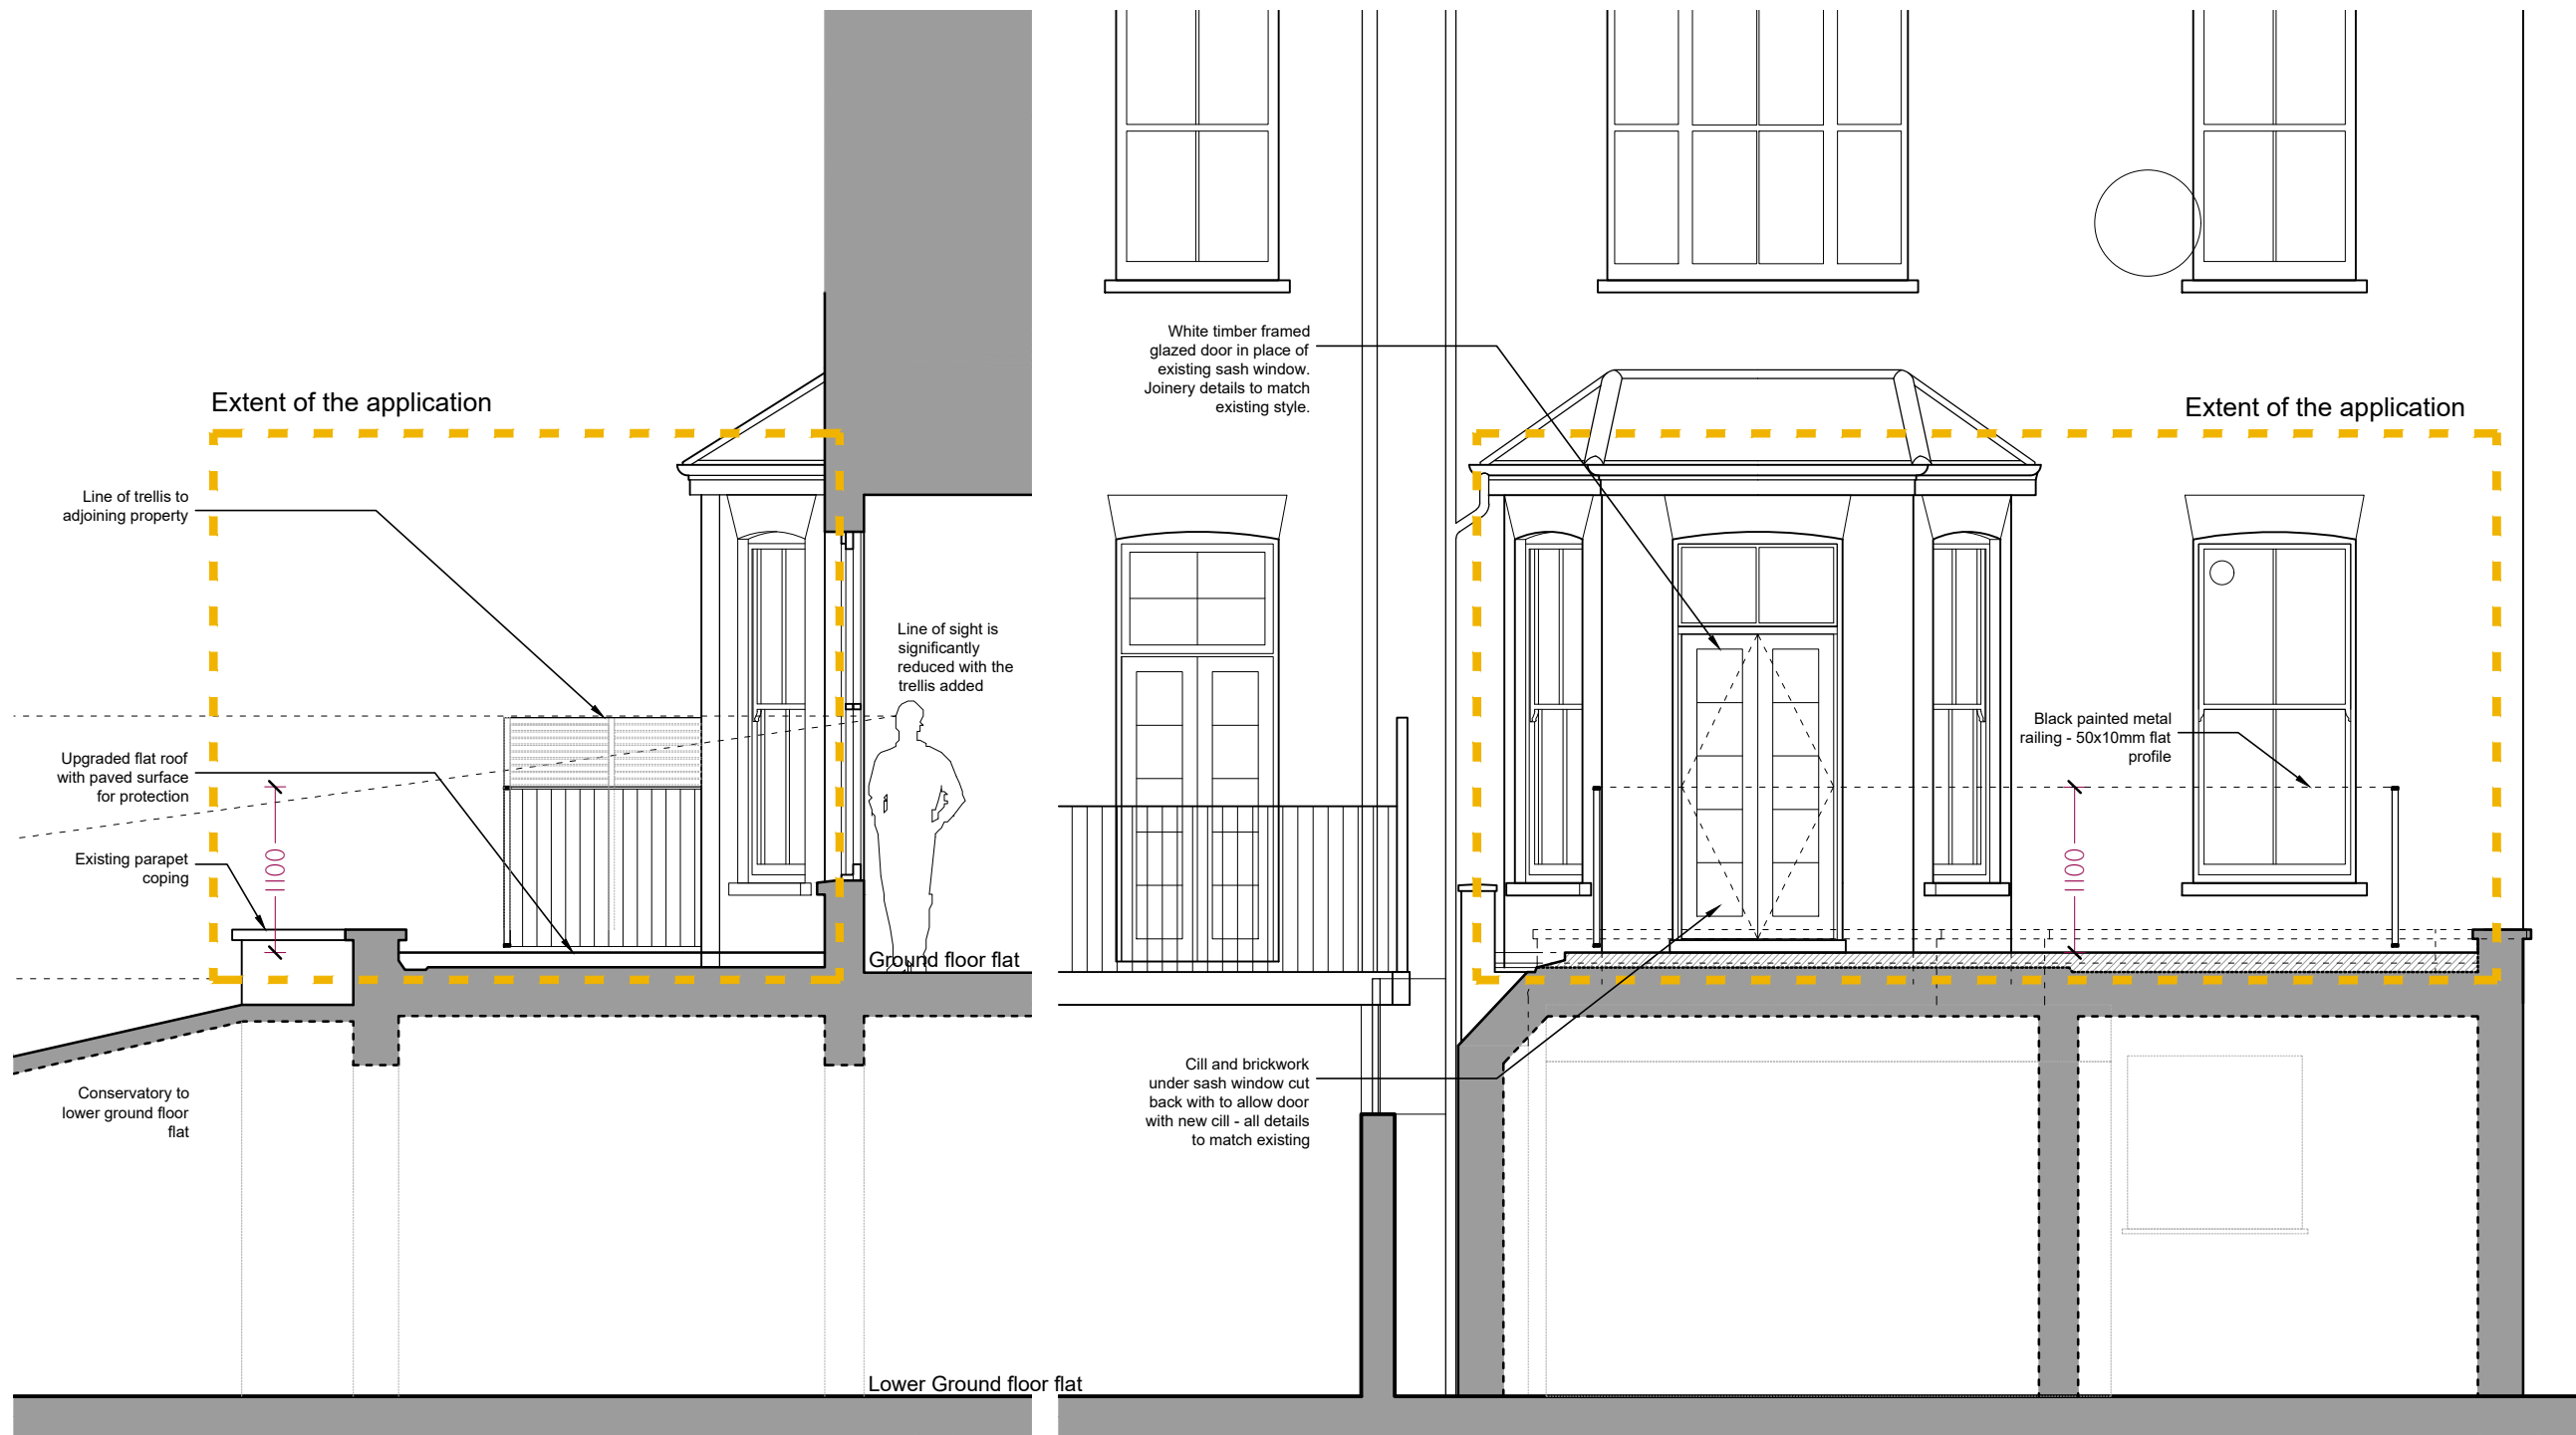 Extent of the application
Line of trellis to
adjoining property
Line of sight is
significantly
reduced with the
trellis added
Upgraded flat roof
with paved surface
for protection
Existing parapet
coping
1100
Ground floor flat
Conservatory to
lower ground floor
flat
Lower Ground floor flat
White timber framed
glazed door in place of
existing sash window.
Joinery details to match
existing style.
Extent of the application
Black painted metal
railing - 50x10mm flat
profile
1100
Cill and brickwork
under sash window cut
back with to allow door
with new cill - all details
to match existing